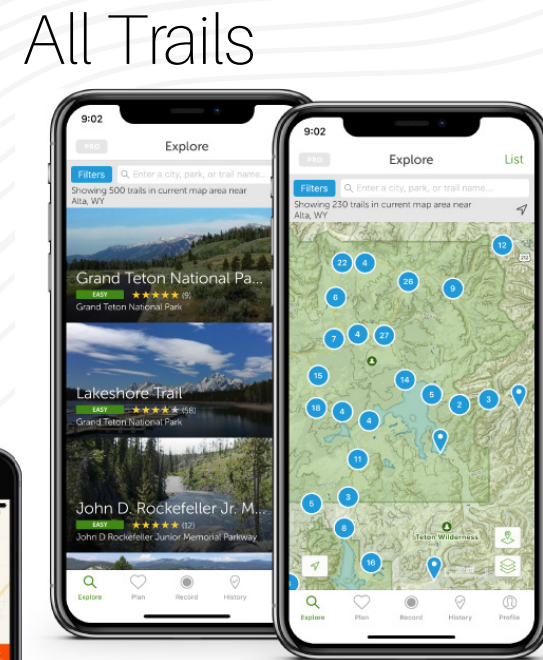 All Trails
9:02
PRO
Explore
Filters
Enter a city, park, or trail name...
Showing 500 trails in current map area near
Alta, WY
Grand Teton National Pa...
EASY
(9)
Grand Teton National Park
Lakeshore Trail
EASY
(58)
Grand Teton National Park
John D. Rockefeller Jr. M...
EASY
(12)
John D Rockefeller Junior Memorial Parkway
Explore
Plan
Record
History
9:02
PRO
Explore
List
Filters
Enter a city, park, or trail name...
Showing 230 trails in current map area near
Alta, WY
12
212
22
4
26
9
6
7
4
27
15
14
5
2
3
18
4
4
11
3
5
8
Teton Wilderness
16
Explore
Plan
Record
History
Profile